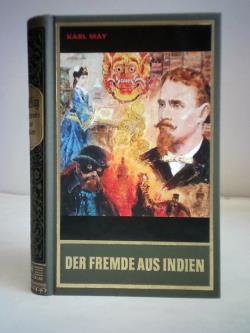 KARL MAY
DER FREMDE AUS INDIEN